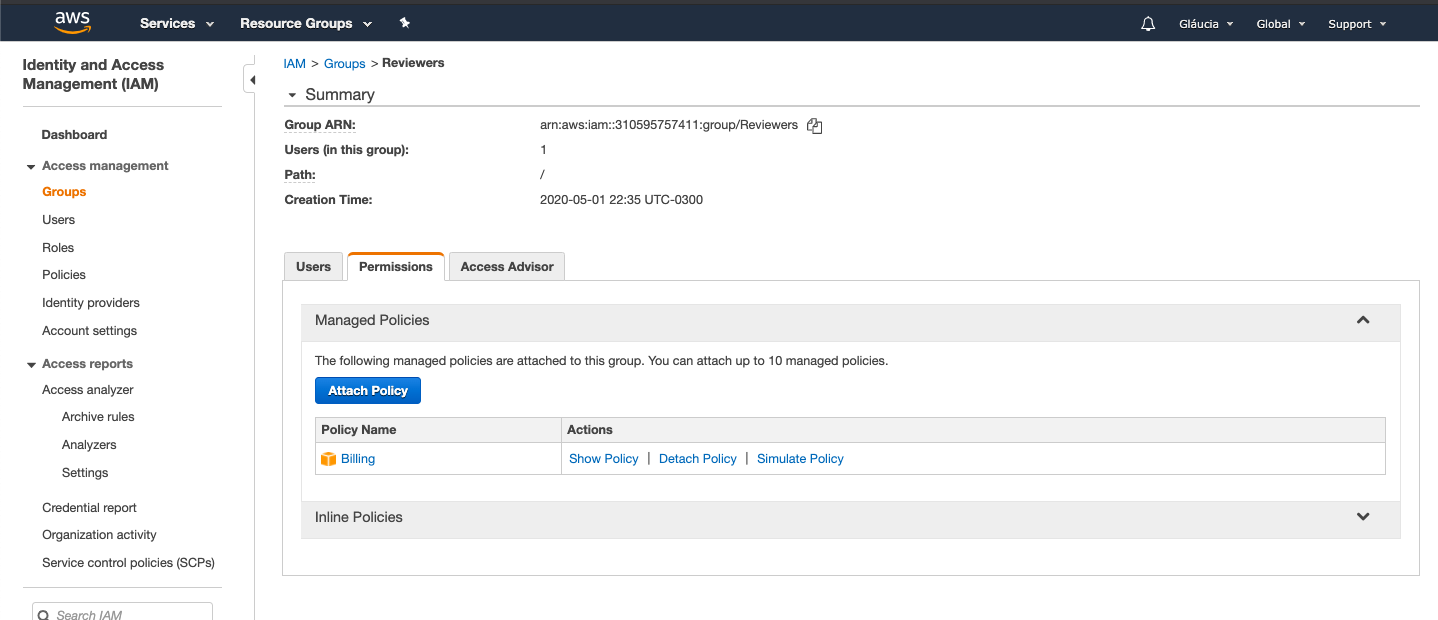 aws Services Resource Groups Gláucia Global Support
Identity and Access
Management (IAM)
Dashboard
Access management
Groups
Users
Roles
Policies
Identity providers
Account settings
Access reports
Access analyzer
Archive rules
Analyzers
Settings
Credential report
Organization activity
Service control policies (SCPs)
Search IAM
IAM > Groups > Reviewers
Summary
Group ARN: arn:aws:iam::310595757411:group/Reviewers
Users (in this group): 1
Path: /
Creation Time: 2020-05-01 22:35 UTC-0300
Users Permissions Access Advisor
Managed Policies
The following managed policies are attached to this group. You can attach up to 10 managed policies.
Attach Policy
Policy Name Actions
Billing Show Policy | Detach Policy | Simulate Policy
Inline Policies